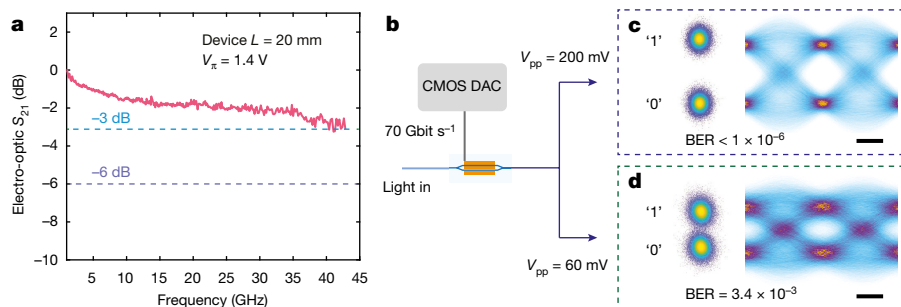 a
Electro-optic S21 (dB)
2
0
−2
−4
−6
−8
−10
Device L = 20 mm
Vπ = 1.4 V
−3 dB
−6 dB
5
10
15
20
25
30
35
40
45
Frequency (GHz)
b
CMOS DAC
70 Gbit s−1
Light in
Vpp = 200 mV
Vpp = 60 mV
c
‘1’
‘0’
BER < 1 × 10−6
d
‘1’
‘0’
BER = 3.4 × 10−3